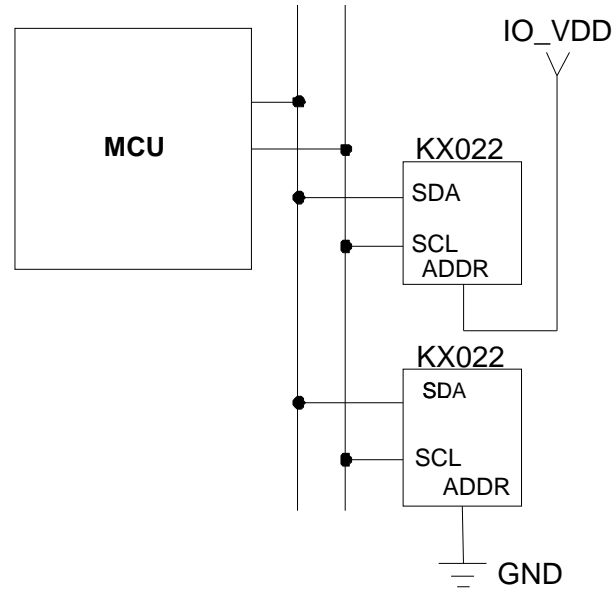 IO_VDD
MCU
KX022
SDA
SCL
ADDR
KX022
SDA
SCL
ADDR
GND